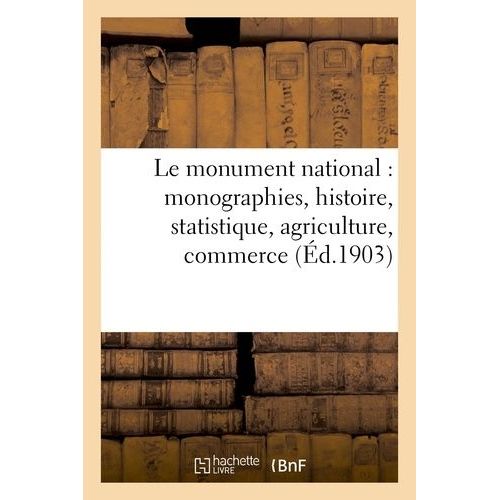 Le monument national :
monographies, histoire,
statistique, agriculture,
commerce (Éd.1903)
hachette
LIVRE
{BnF